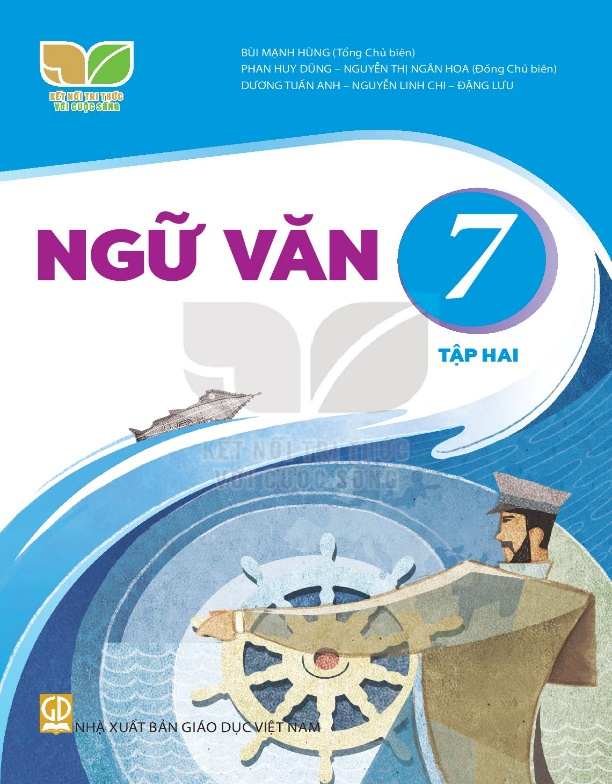 KẾT NỐI TRI THỨC
VỚI CUỘC SỐNG
BÙI MẠNH HÙNG (Tổng Chủ biên)
PHAN HUY DŨNG – NGUYỄN THỊ NGÂN HOA (Đồng Chủ biên)
DƯƠNG TUẤN ANH – NGUYỄN LINH CHI – ĐẶNG LƯU
NGỮ VĂN 7
TẬP HAI
KẾT NỐI TRI THỨC
VỚI CUỘC SỐNG
GD
NHÀ XUẤT BẢN GIÁO DỤC VIỆT NAM